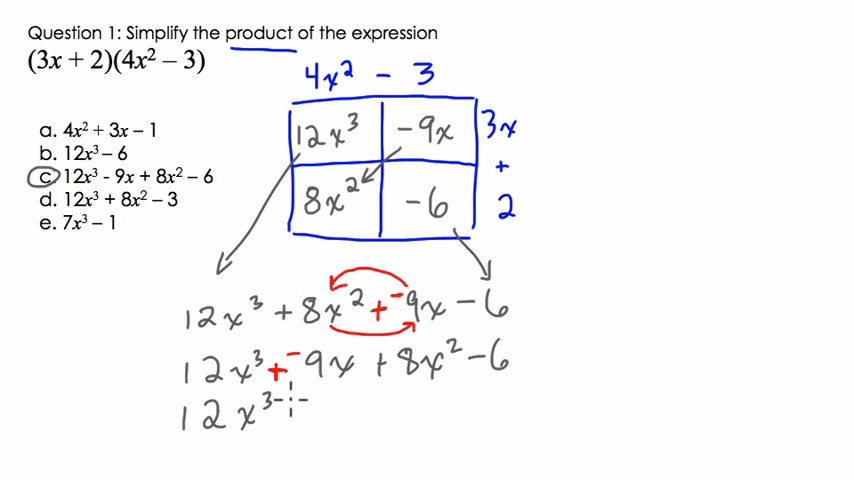 Question 1: Simplify the product of the expression
(3x + 2)(4x² – 3)
4x² - 3
12x³ -9x 3x
+
8x² -6 2
a. 4x² + 3x – 1
b. 12x³ – 6
c. 12x³ - 9x + 8x² – 6
d. 12x³ + 8x² – 3
e. 7x³ – 1
12x³ + 8x² + -9x - 6
12x³ + -9x + 8x² - 6
12x³ -